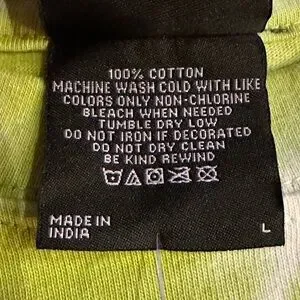 100% COTTON
MACHINE WASH COLD WITH LIKE
COLORS ONLY NON-CHLORINE
BLEACH WHEN NEEDED
TUMBLE DRY LOW
DO NOT IRON IF DECORATED
DO NOT DRY CLEAN
BE KIND REWIND
MADE IN
INDIA
L